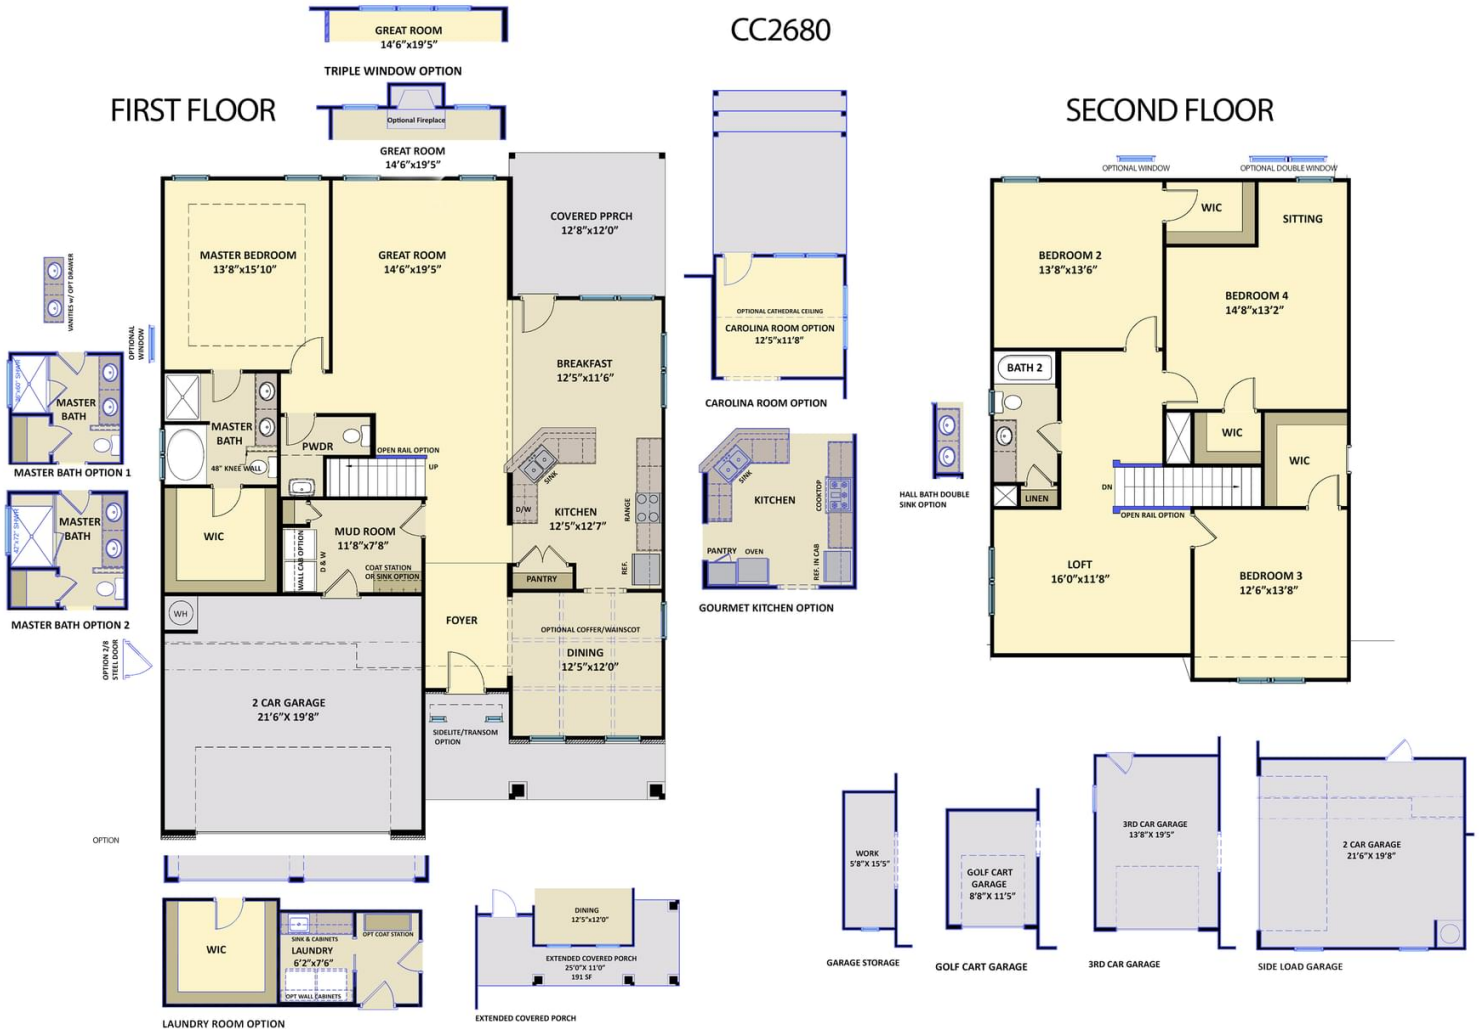 CC2680
GREAT ROOM
14'6"x19'5"
TRIPLE WINDOW OPTION
FIRST FLOOR
Optional Fireplace
GREAT ROOM
14'6"x19'5"
SECOND FLOOR
MASTER BEDROOM
13'8"x15'10"
GREAT ROOM
14'6"x19'5"
COVERED PPRCH
12'8"x12'0"
VANITIES w/ OPT DRAWER
OPTIONAL
WINDOW
BREAKFAST
12'5"x11'6"
MASTER
BATH
48" KNEE WALL
PWDR
OPEN RAIL OPTION
UP
SINK
D/W
KITCHEN
12'5"x12'7"
RANGE
REF.
PANTRY
WIC
MUD ROOM
11'8"x7'8"
WALL CAB OPTION
D & W
COAT STATION
OR SINK OPTION
WH
FOYER
OPTIONAL COFFER/WAINSCOT
DINING
12'5"x12'0"
2 CAR GARAGE
21'6"X 19'8"
SIDELITE/TRANSOM
OPTION
36"x60" SHWR
MASTER
BATH
MASTER BATH OPTION 1
42"x72" SHWR
MASTER
BATH
MASTER BATH OPTION 2
OPTION 2/8
STEEL DOOR
OPTION
WIC
SINK & CABINETS
LAUNDRY
6'2"x7'6"
OPT WALL CABINETS
OPT COAT STATION
LAUNDRY ROOM OPTION
DINING
12'5"x12'0"
EXTENDED COVERED PORCH
25'0"X 11'0"
191 SF
EXTENDED COVERED PORCH
OPTIONAL CATHEDRAL CEILING
CAROLINA ROOM OPTION
12'5"x11'8"
CAROLINA ROOM OPTION
SINK
KITCHEN
COOKTOP
PANTRY
OVEN
REF. IN CAB
GOURMET KITCHEN OPTION
OPTIONAL WINDOW
OPTIONAL DOUBLE WINDOW
WIC
SITTING
BEDROOM 2
13'8"x13'6"
BEDROOM 4
14'8"x13'2"
BATH 2
WIC
WIC
HALL BATH DOUBLE
SINK OPTION
LINEN
DN
OPEN RAIL OPTION
LOFT
16'0"x11'8"
BEDROOM 3
12'6"x13'8"
WORK
5'8"X 15'5"
GARAGE STORAGE
GOLF CART
GARAGE
8'8"X 11'5"
GOLF CART GARAGE
3RD CAR GARAGE
13'8"X 19'5"
3RD CAR GARAGE
2 CAR GARAGE
21'6"X 19'8"
SIDE LOAD GARAGE